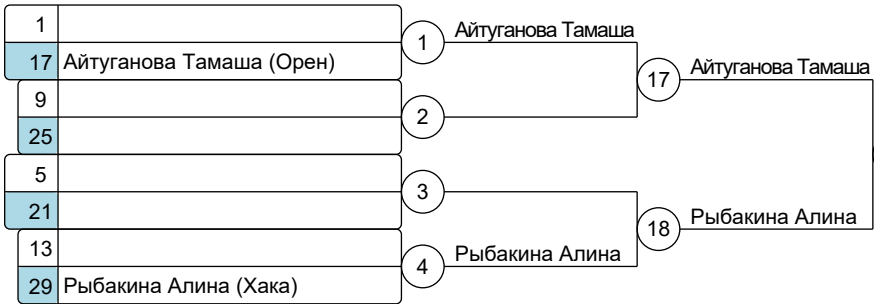 1
1 Айтуганова Тамаша
17 Айтуганова Тамаша (Орен)
17 Айтуганова Тамаша
9
2
25
5
3
21
18 Рыбакина Алина
13
4 Рыбакина Алина
29 Рыбакина Алина (Хака)